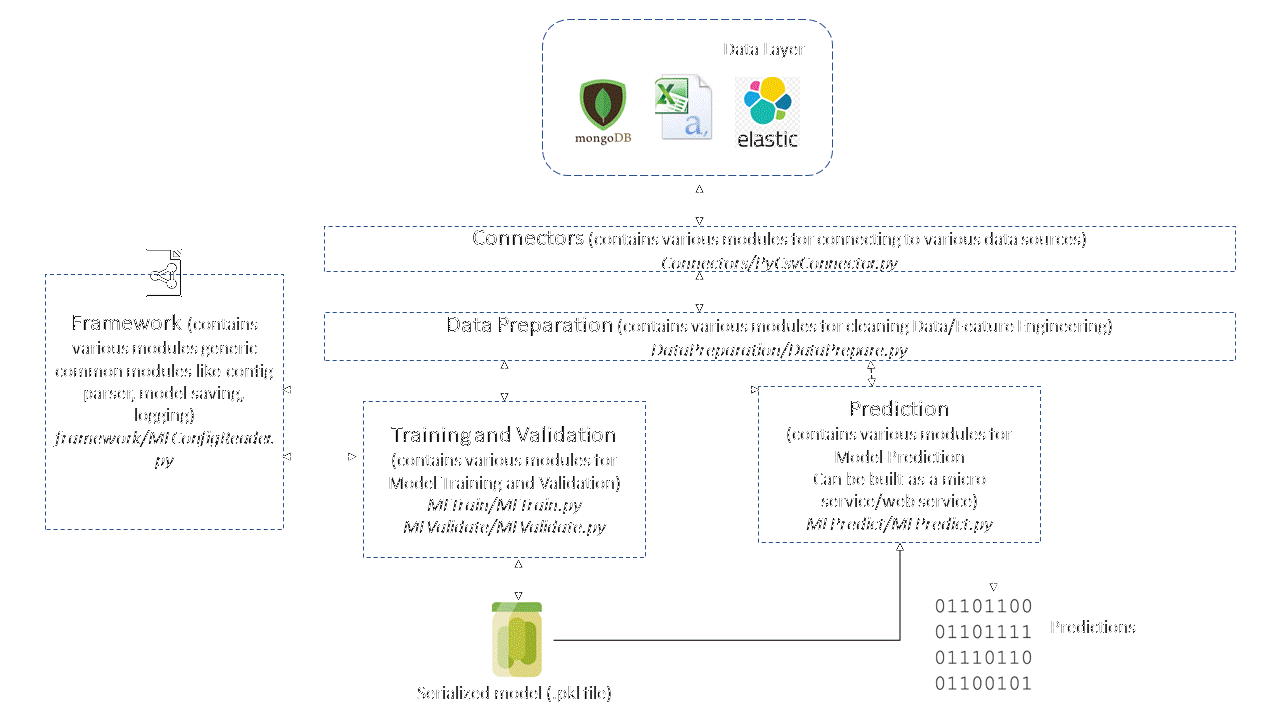 Data Layer
mongoDB
a,
elastic
Connectors (contains various modules for connecting to various data sources)
Connectors/PyCsvConnector.py
Data Preparation (contains various modules for cleaning Data/Feature Engineering)
DataPreparation/DataPrepare.py
Framework (contains
various modules generic
common modules like config
parser, model saving,
logging)
framework/MLConfigReader.
py
Training and Validation
(contains various modules for
Model Training and Validation)
MLTrain/MLTrain.py
MLValidate/MLValidate.py
Prediction
(contains various modules for
Model Prediction
Can be built as a micro
service/web service)
MLPredict/MLPredict.py
Serialized model (.pkl file)
01101100
01101111
01110110
01100101
Predictions